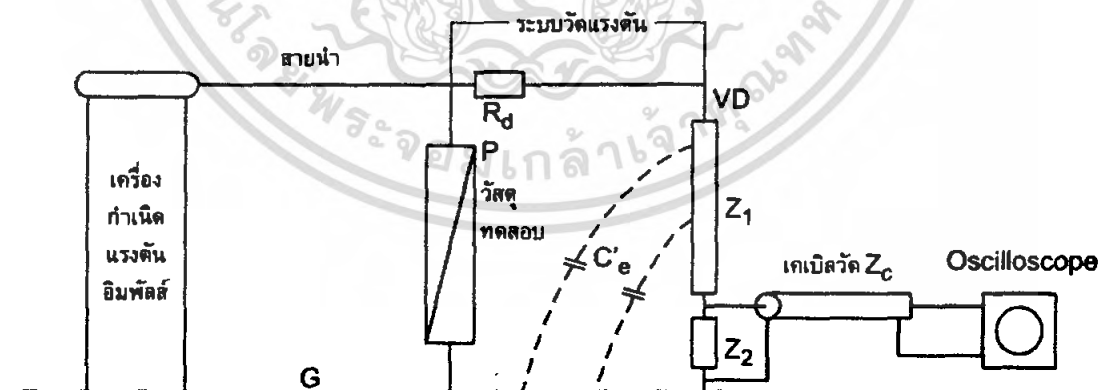 ระบบวัดแรงดัน
สายนำ
R_d
VD
P
วัสดุ
ทดสอบ
เครื่อง
กำเนิด
แรงดัน
อิมพัลส์
Z_1
C'_e
เคเบิลวัด Z_c
Oscilloscope
Z_2
G